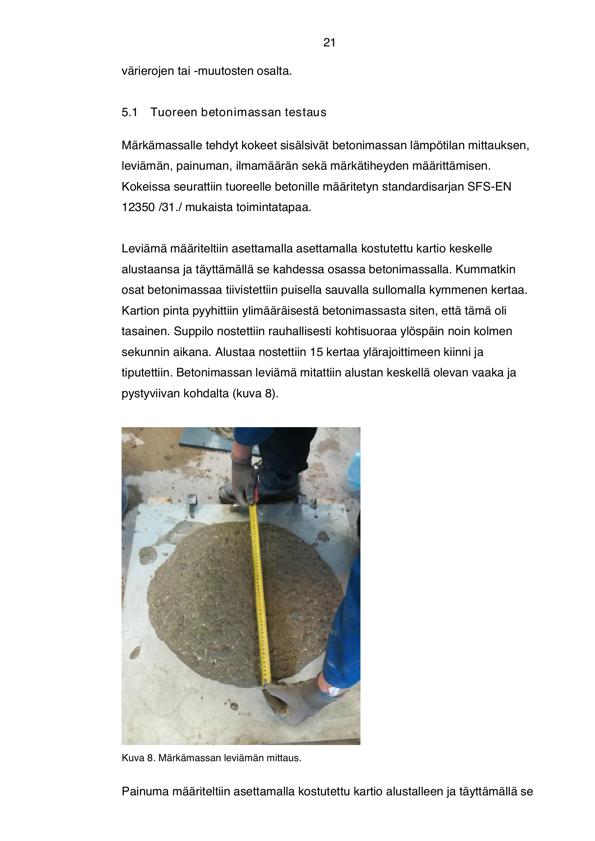 21
värierojen tai -muutosten osalta.
5.1 Tuoreen betonimassan testaus
Märkämassalle tehdyt kokeet sisälsivät betonimassan lämpötilan mittauksen,
leviämän, painuman, ilmamäärän sekä märkätiheyden määrittämisen.
Kokeissa seurattiin tuoreelle betonille määritetyn standardisarjan SFS-EN
12350 /31./ mukaista toimintatapaa.
Leviämä määriteltiin asettamalla asettamalla kostutettu kartio keskelle
alustaansa ja täyttämällä se kahdessa osassa betonimassalla. Kummatkin
osat betonimassaa tiivistettiin puisella sauvalla sullomalla kymmenen kertaa.
Kartion pinta pyyhittiin ylimääräisestä betonimassasta siten, että tämä oli
tasainen. Suppilo nostettiin rauhallisesti kohtisuoraa ylöspäin noin kolmen
sekunnin aikana. Alustaa nostettiin 15 kertaa ylärajoittimeen kiinni ja
tiputettiin. Betonimassan leviämä mitattiin alustan keskellä olevan vaaka ja
pystyviivan kohdalta (kuva 8).
Kuva 8. Märkämassan leviämän mittaus.
Painuma määriteltiin asettamalla kostutettu kartio alustalleen ja täyttämällä se